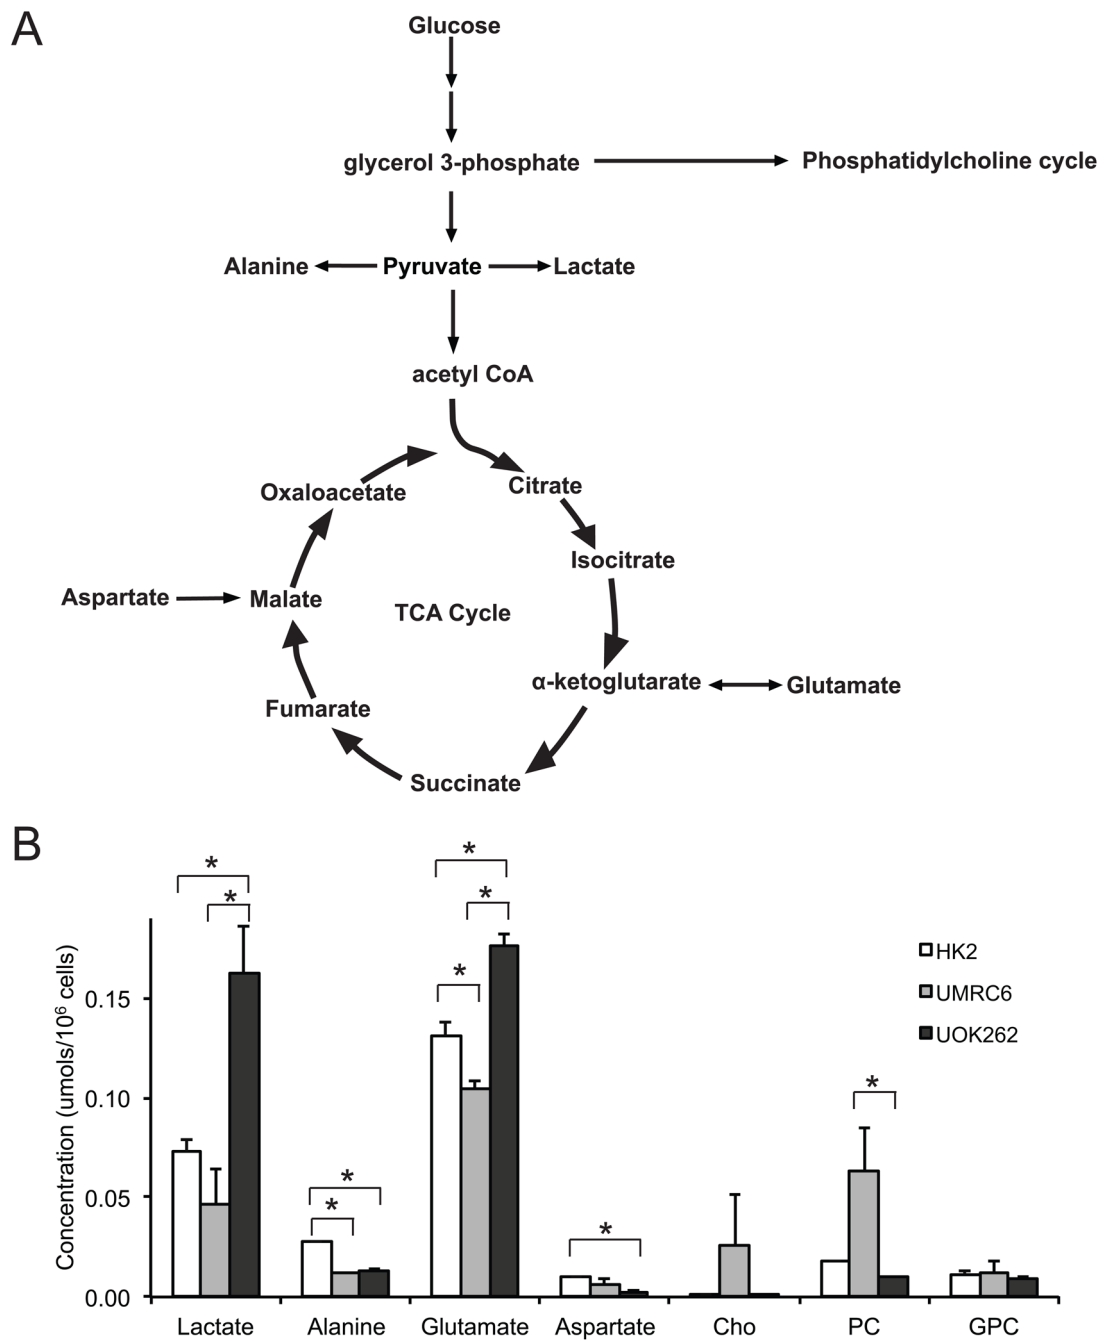 A
Glucose
glycerol 3-phosphate
Phosphatidylcholine cycle
Alanine
Pyruvate
Lactate
acetyl CoA
Oxaloacetate
Citrate
Isocitrate
Aspartate
Malate
TCA Cycle
α-ketoglutarate
Glutamate
Fumarate
Succinate
B
*
*
*
*
*
*
*
*
*
*
HK2
UMRC6
UOK262
Concentration (umols/10⁶ cells)
0.15
0.10
0.05
0.00
Lactate
Alanine
Glutamate
Aspartate
Cho
PC
GPC